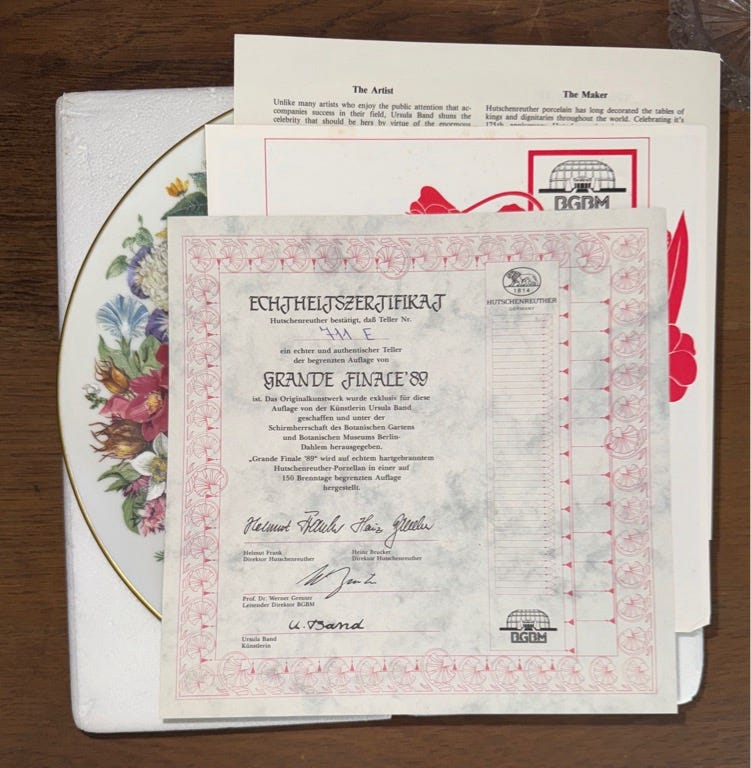 The Artist
Unlike many artists who enjoy the public attention that ac-
companies success in their field, Ursula Band shuns the
celebrity that should be hers by virtue of the enormous
The Maker
Hutschenreuther porcelain has long decorated the tables of
kings and dignitaries throughout the world. Celebrating it's
175th anniversary
BGBM
ECHTHEITSZERTIFIKAT
Hutschenreuther bestätigt, daß Teller Nr.
711 E
ein echter und authentischer Teller
der begrenzten Auflage von
GRANDE FINALE '89
ist. Das Originalkunstwerk wurde exklusiv für diese
Auflage von der Künstlerin Ursula Band
geschaffen und unter der
Schirmherrschaft des Botanischen Gartens
und Botanischen Museums Berlin-
Dahlem herausgegeben.
„Grande Finale '89“ wird auf echtem hartgebranntem
Hutschenreuther-Porzellan in einer auf
150 Brenntage begrenzten Auflage
hergestellt.
Helmut Frank
Direktor Hutschenreuther
Heinz Brucker
Direktor Hutschenreuther
Prof. Dr. Werner Greuter
Leitender Direktor BGBM
U. Band
Ursula Band
Künstlerin
1814
HUTSCHENREUTHER
GERMANY
BGBM